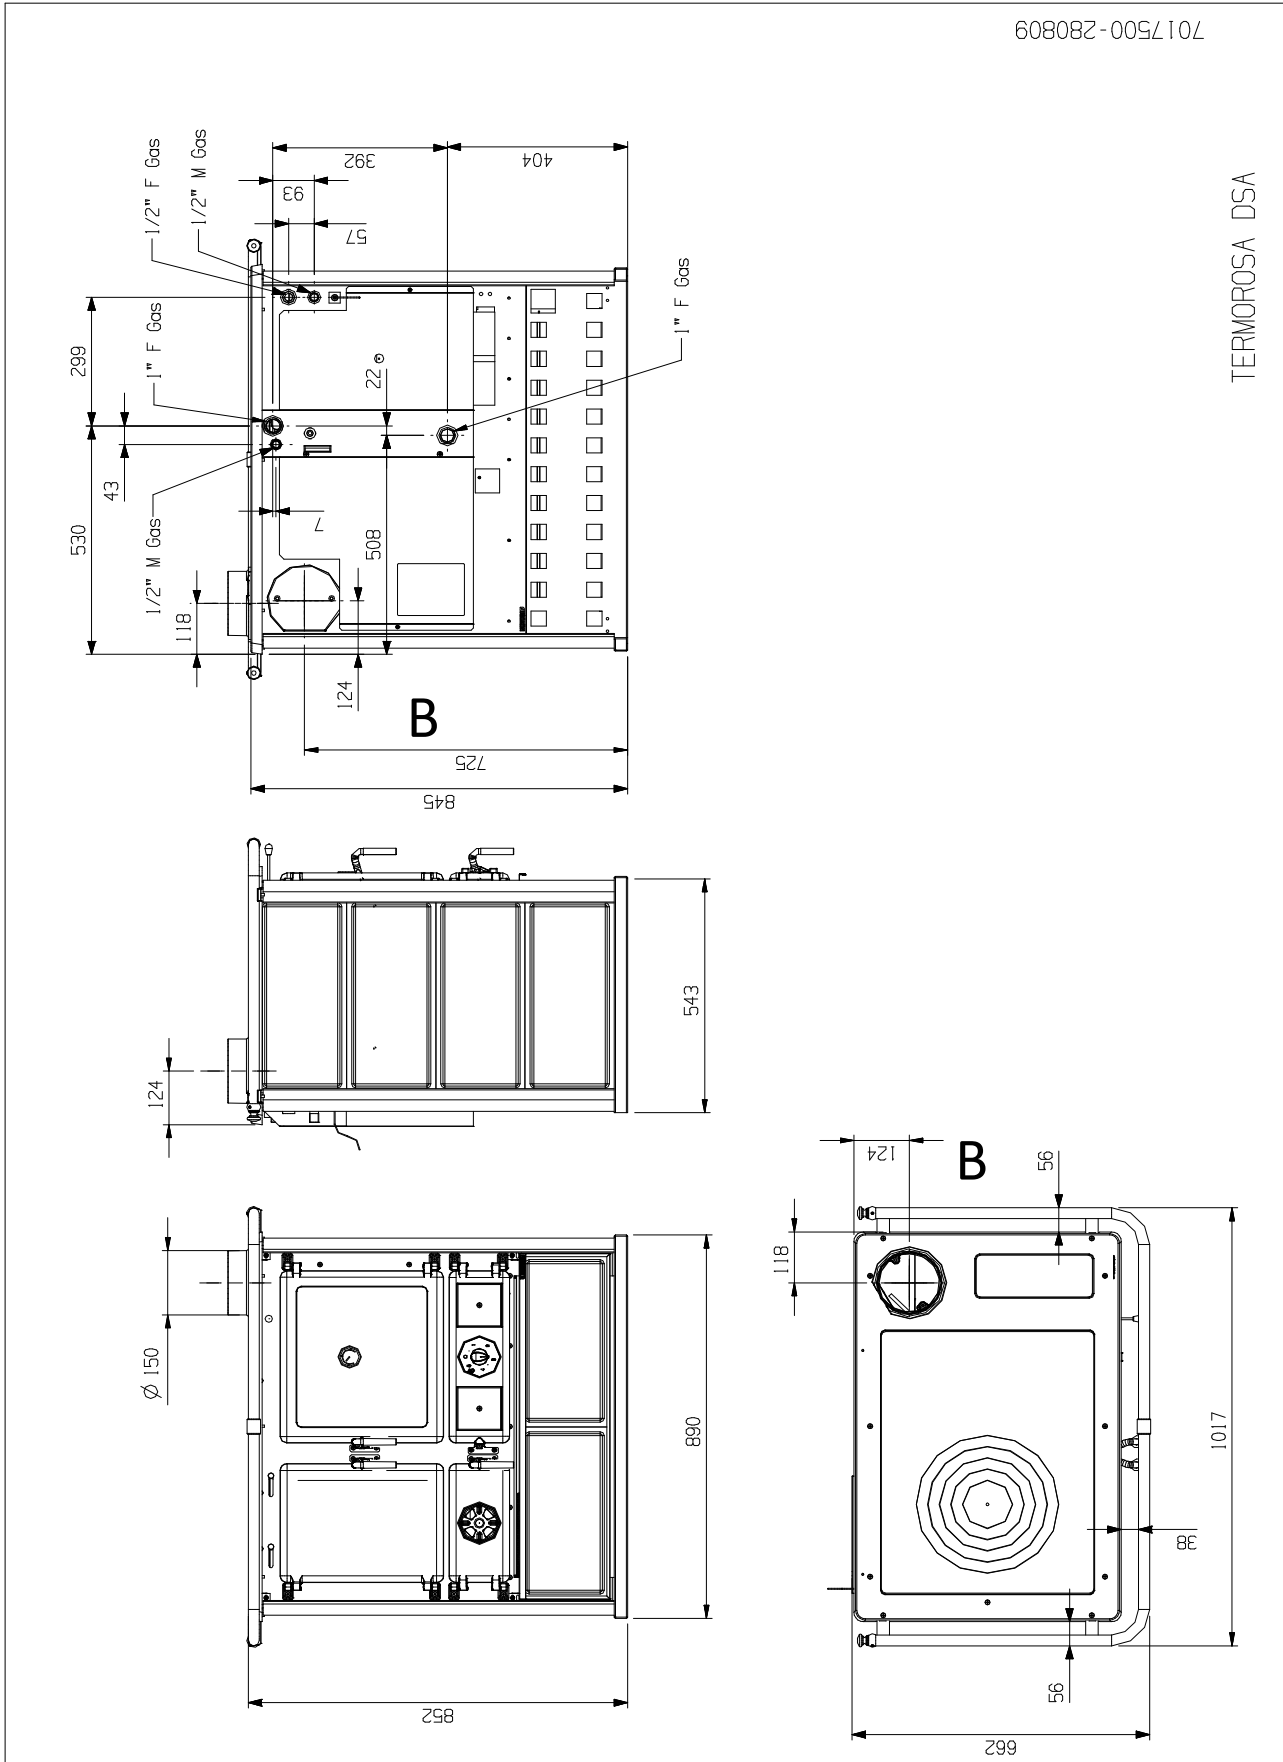 7017500-280809
TERMOROSA DSA
1/2" F Gas
1/2" M Gas
1" F Gas
1/2" M Gas
1" F Gas
392
404
93
57
299
22
43
530
7
508
118
124
B
725
845
543
124
Ø 150
890
852
124
B
56
118
1017
38
56
662